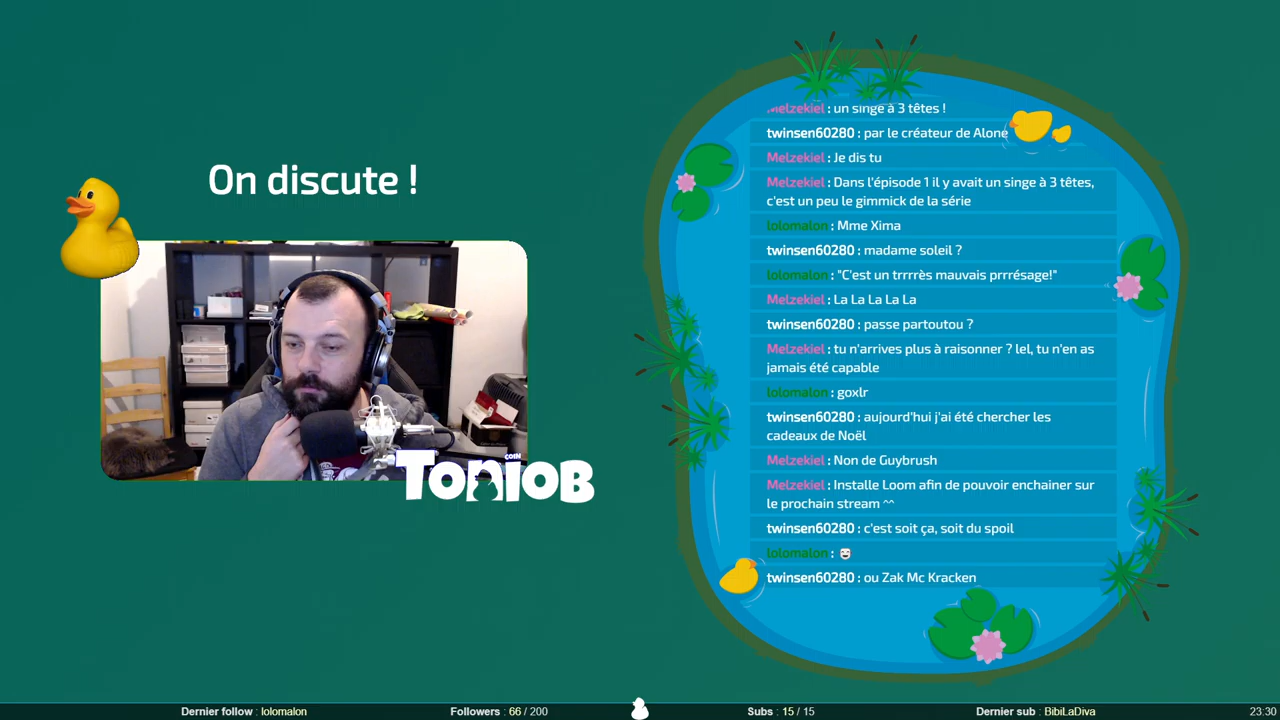 On discute !
COIN
TONIOB
Melzekiel : un singe à 3 têtes !
twinsen60280 : par le créateur de Alone
Melzekiel : Je dis tu
Melzekiel : Dans l'épisode 1 il y avait un singe à 3 têtes,
c'est un peu le gimmick de la série
lolomalon : Mme Xima
twinsen60280 : madame soleil ?
lolomalon : "C'est un trrrrès mauvais prrrésage!"
Melzekiel : La La La La La
twinsen60280 : passe partoutou ?
Melzekiel : tu n'arrives plus à raisonner ? lel, tu n'en as
jamais été capable
lolomalon : goxlr
twinsen60280 : aujourd'hui j'ai été chercher les
cadeaux de Noël
Melzekiel : Non de Guybrush
Melzekiel : Installe Loom afin de pouvoir enchainer sur
le prochain stream ^^
twinsen60280 : c'est soit ça, soit du spoil
lolomalon :
twinsen60280 : ou Zak Mc Kracken
Dernier follow : lolomalon Followers : 66 / 200 Subs : 15 / 15 Dernier sub : BibiLaDiva 23:30